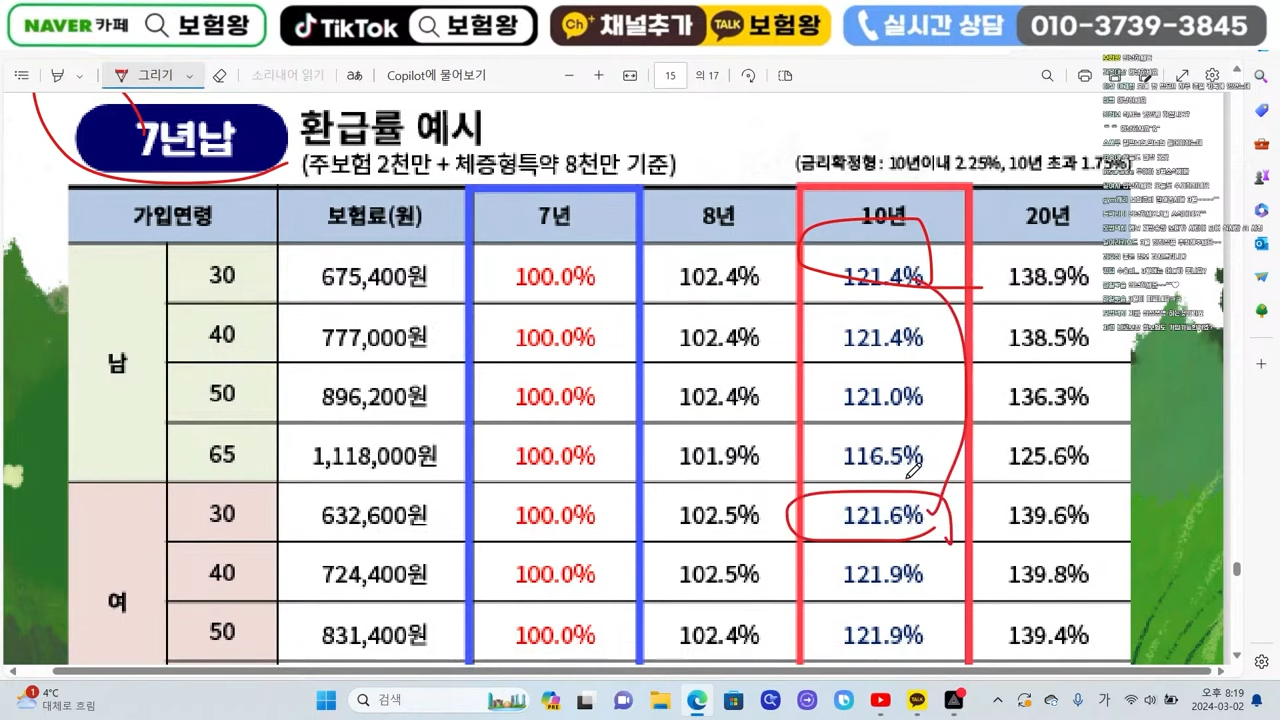 NAVER 카페 보험왕 TikTok 보험왕 Ch+ 채널추가 TALK 보험왕 실시간 상담 010-3739-3845
그리기 소리내어 읽기 aあ Copilot에 물어보기 15 의 17
7년납 환급률 예시
(주보험 2천만 + 체증형특약 8천만 기준) (금리확정형 : 10년이내 2.25%, 10년 초과 1.75%)
가입연령 보험료(원) 7년 8년 10년 20년
남
30 675,400원 100.0% 102.4% 121.4% 138.9%
40 777,000원 100.0% 102.4% 121.4% 138.5%
50 896,200원 100.0% 102.4% 121.0% 136.3%
65 1,118,000원 100.0% 101.9% 116.5% 125.6%
여
30 632,600원 100.0% 102.5% 121.6% 139.6%
40 724,400원 100.0% 102.5% 121.9% 139.8%
50 831,400원 100.0% 102.4% 121.9% 139.4%
1 4°C
대체로 흐림
검색
PRE
TALK
가
오후 8:19
2024-03-02